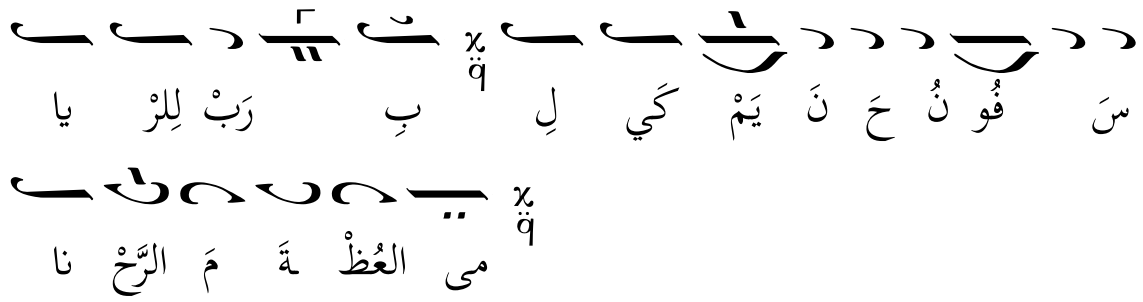 يا لِلرْ رَبْ بِ لِ كَي يَمْ نَ حَ نُ فُو سَ
نا الرَّحْ مَ ةَ العُظْ مى